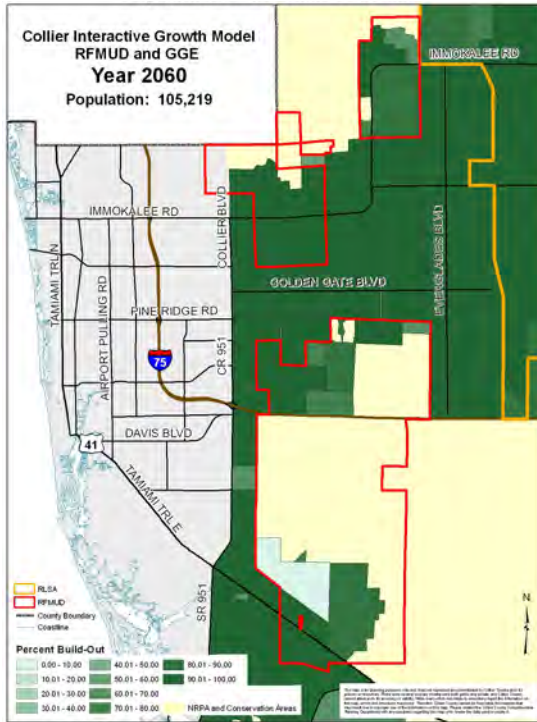 Collier Interactive Growth Model
RFMUD and GGE
Year 2060
Population: 105,219
IMMOKALEE RD
IMMOKALEE RD
COLLIER BLVD
EVERGLADES BLVD
TAMIAMI TRL N
AIRPORT PULLING RD
GOLDEN GATE BLVD
PINE RIDGE RD
CR 951
75
DAVIS BLVD
41
TAMIAMI TRL E
SR 951
N
RLSA
RFMUD
County Boundary
Coastline
Percent Build-Out
0.00 - 10.00
40.01 - 50.00
80.01 - 90.00
10.01 - 20.00
50.01 - 60.00
90.01 - 100.00
20.01 - 30.00
60.01 - 70.00
30.01 - 40.00
70.01 - 80.00
NRPA and Conservation Areas